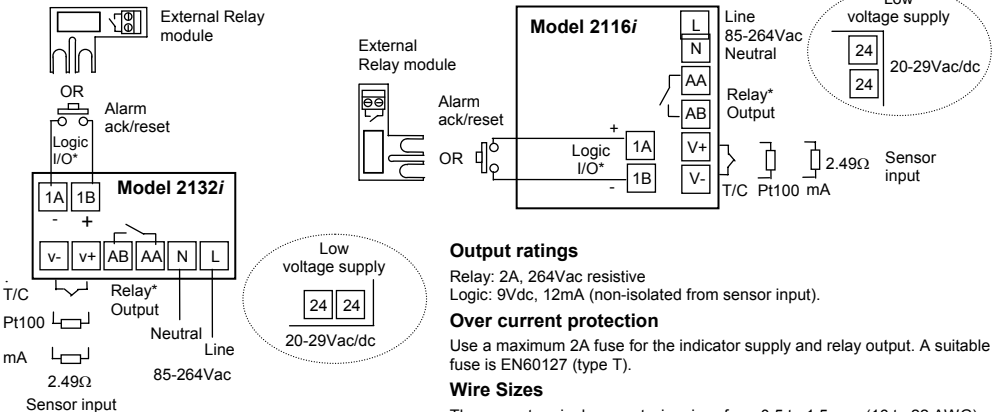 External Relay
module
OR
Alarm
ack/reset
Logic
I/O*
1A 1B
Model 2132i
- +
v- v+ AB AA N L
T/C
Relay*
Output
Pt100
Neutral
Line
mA
85-264Vac
2.49Ω
Sensor input
Low
voltage supply
24 24
20-29Vac/dc
External
Relay module
Alarm
ack/reset
OR
Model 2116i
+
Logic
I/O*
-
1A
1B
L
N
AA
AB
V+
V-
Line
85-264Vac
Neutral
Relay*
Output
T/C Pt100 mA
2.49Ω
Sensor
input
Low
voltage supply
24
24
20-29Vac/dc
Output ratings
Relay: 2A, 264Vac resistive
Logic: 9Vdc, 12mA (non-isolated from sensor input).
Over current protection
Use a maximum 2A fuse for the indicator supply and relay output. A suitable
fuse is EN60127 (type T).
Wire Sizes